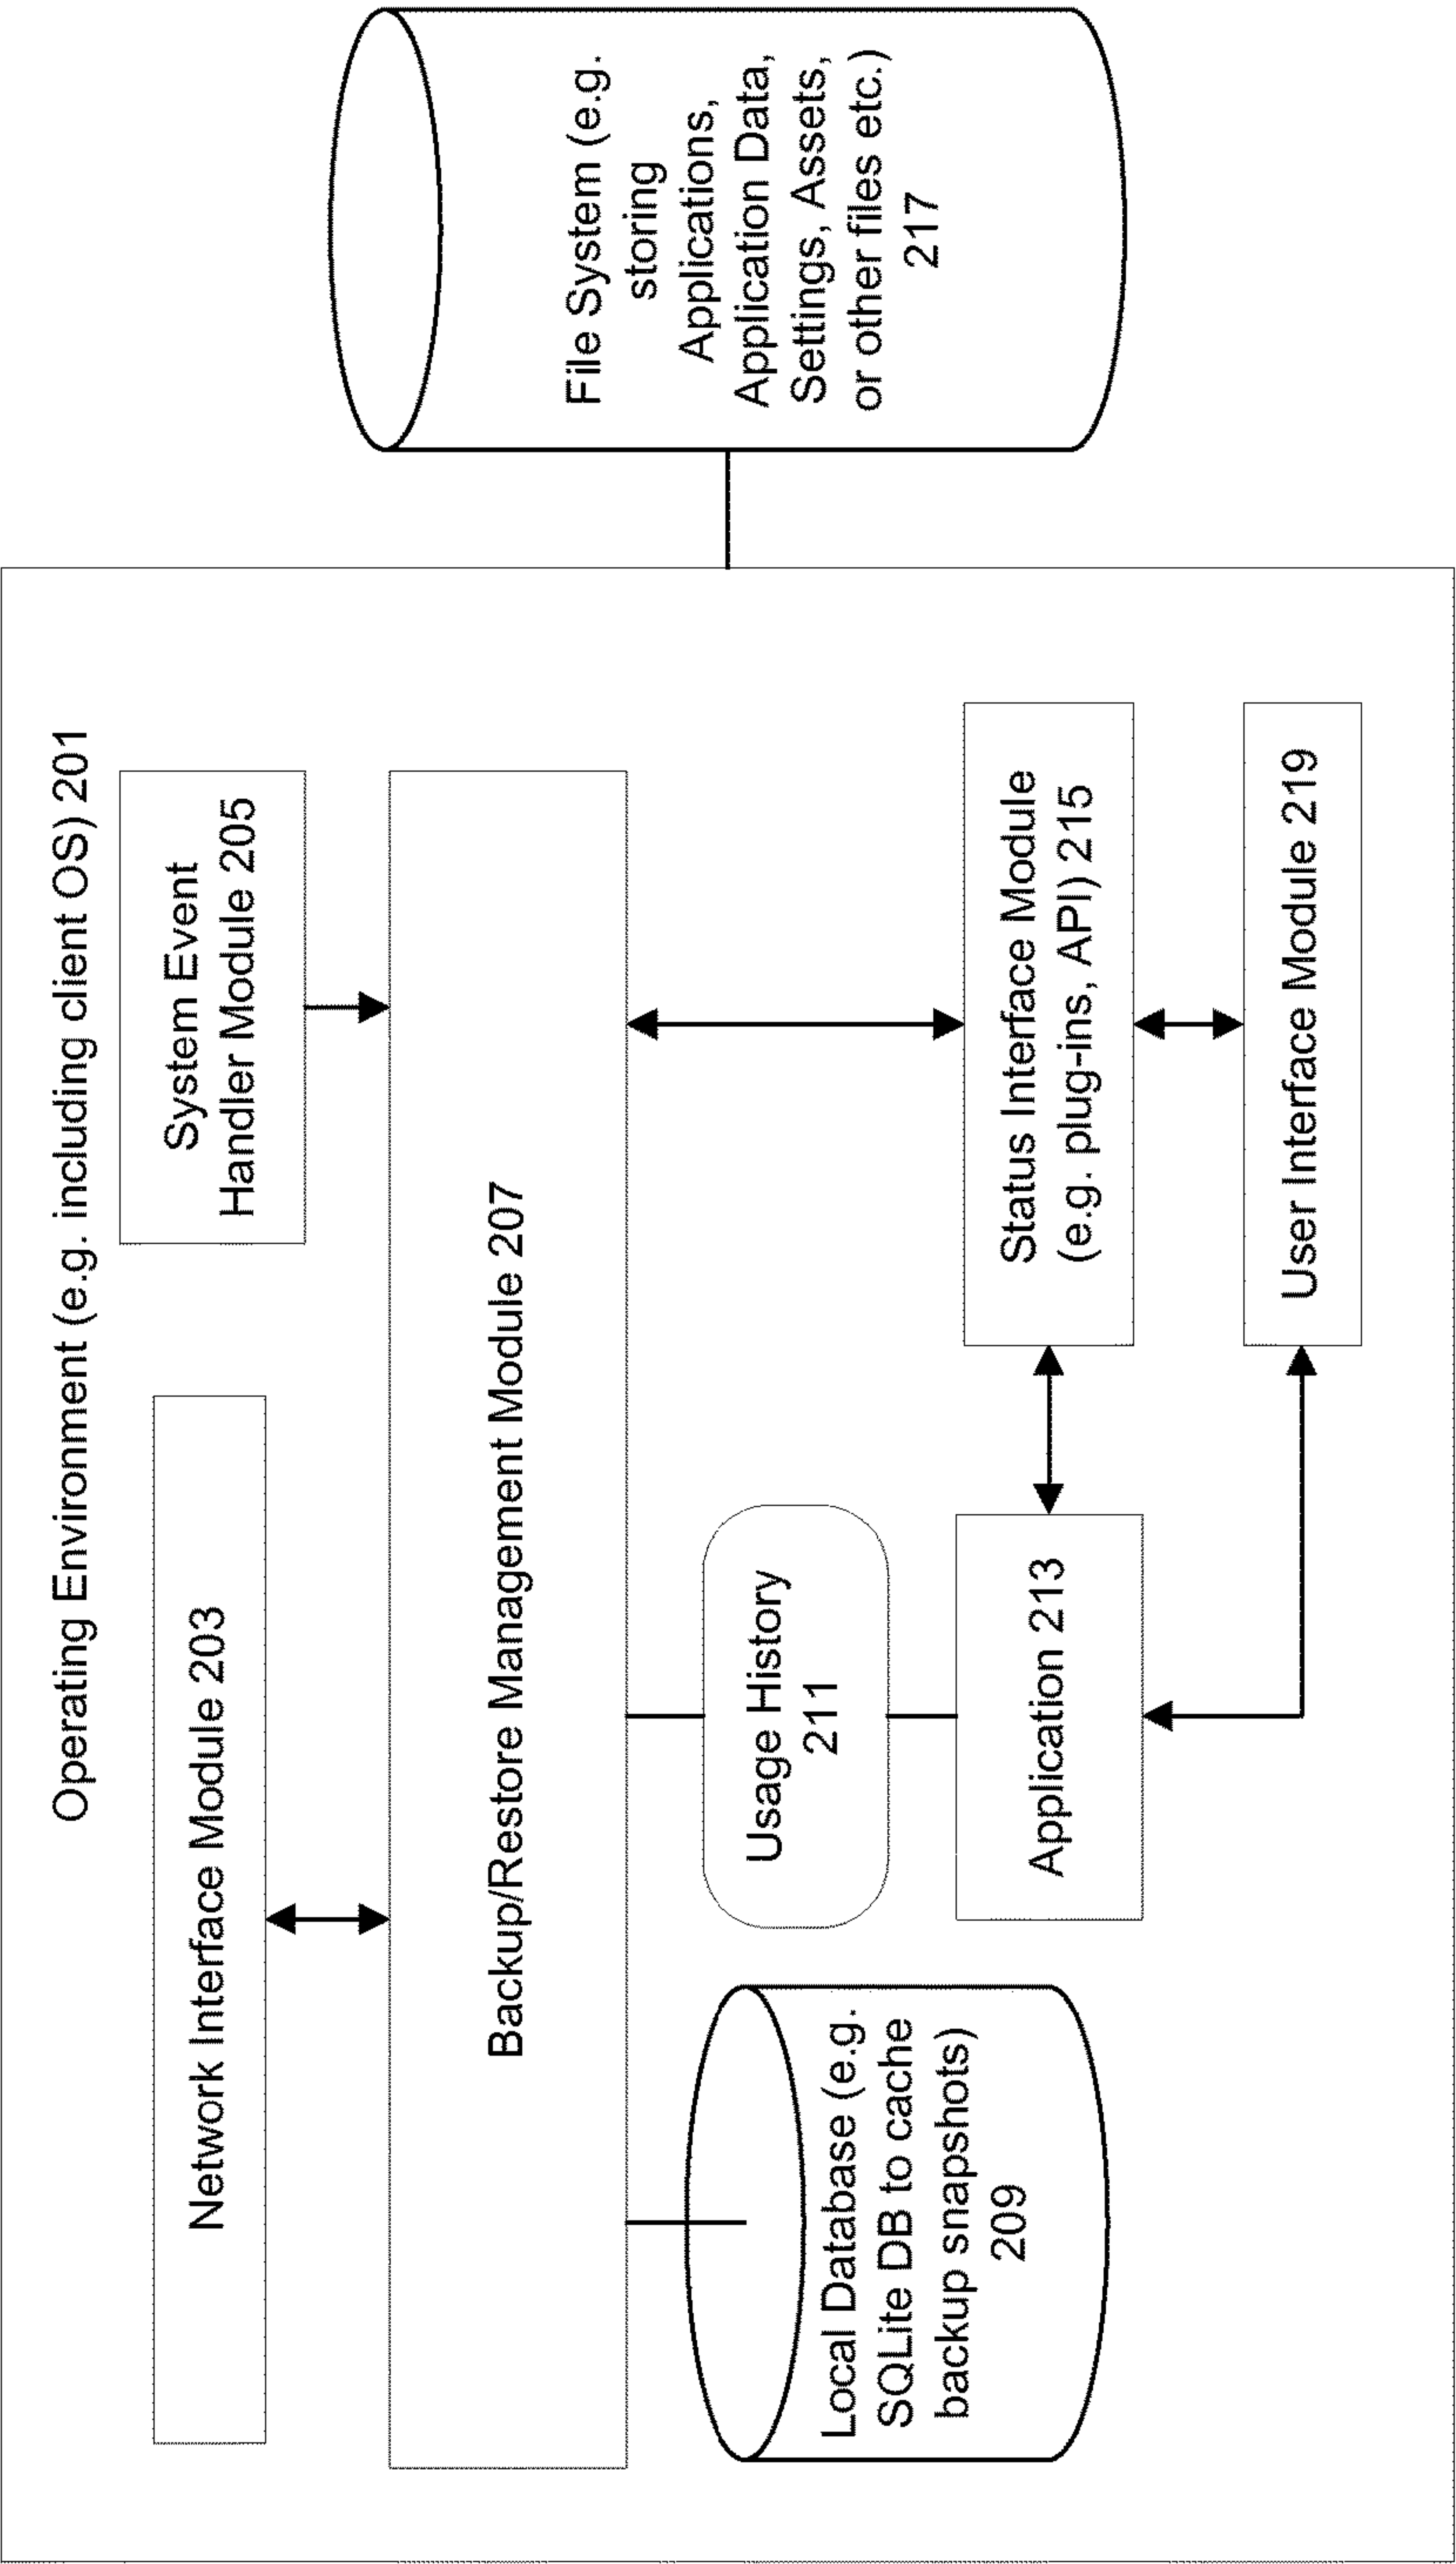 Operating Environment (e.g. including client OS) 201
Network Interface Module 203
System Event
Handler Module 205
Backup/Restore Management Module 207
Local Database (e.g.
SQLite DB to cache
backup snapshots)
209
Usage History
211
Application 213
Status Interface Module
(e.g. plug-ins, API) 215
User Interface Module 219
File System (e.g.
storing
Applications,
Application Data,
Settings, Assets,
or other files etc.)
217